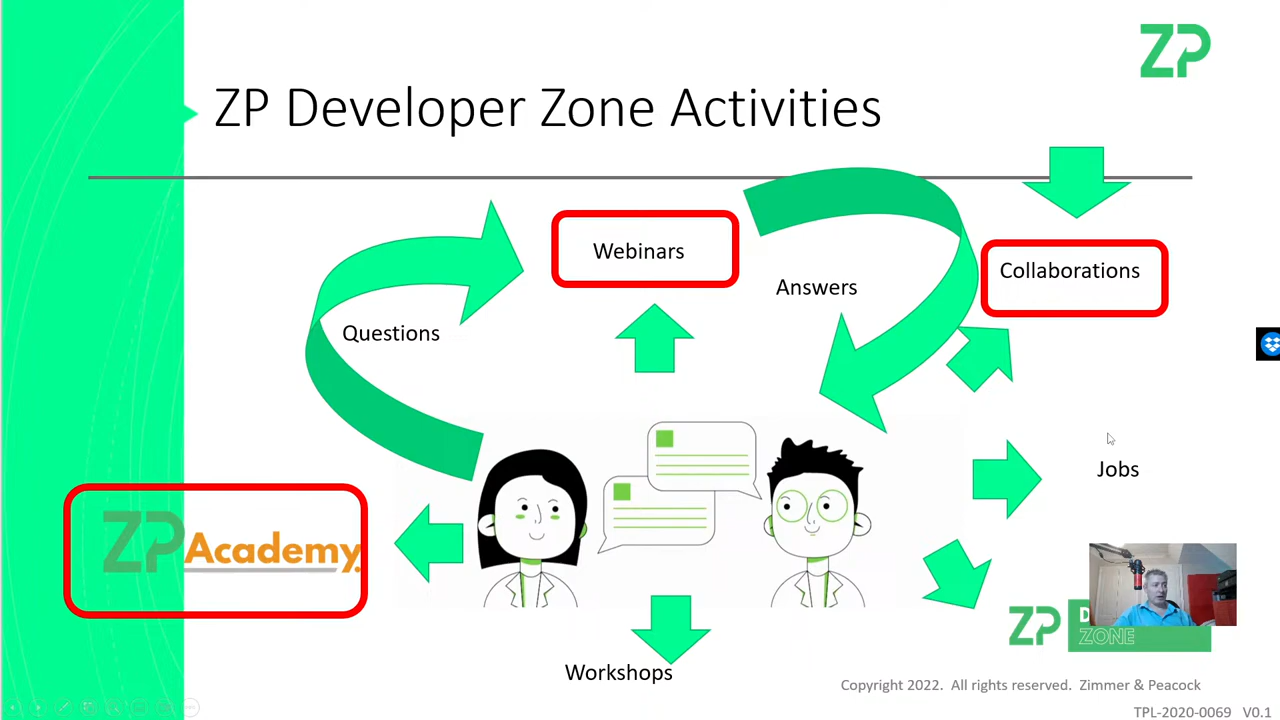 ZP
ZP Developer Zone Activities
Webinars
Collaborations
Answers
Questions
Jobs
ZP Academy
ZP
ZONE
Workshops
Copyright 2022. All rights reserved. Zimmer & Peacock
TPL-2020-0069 V0.1